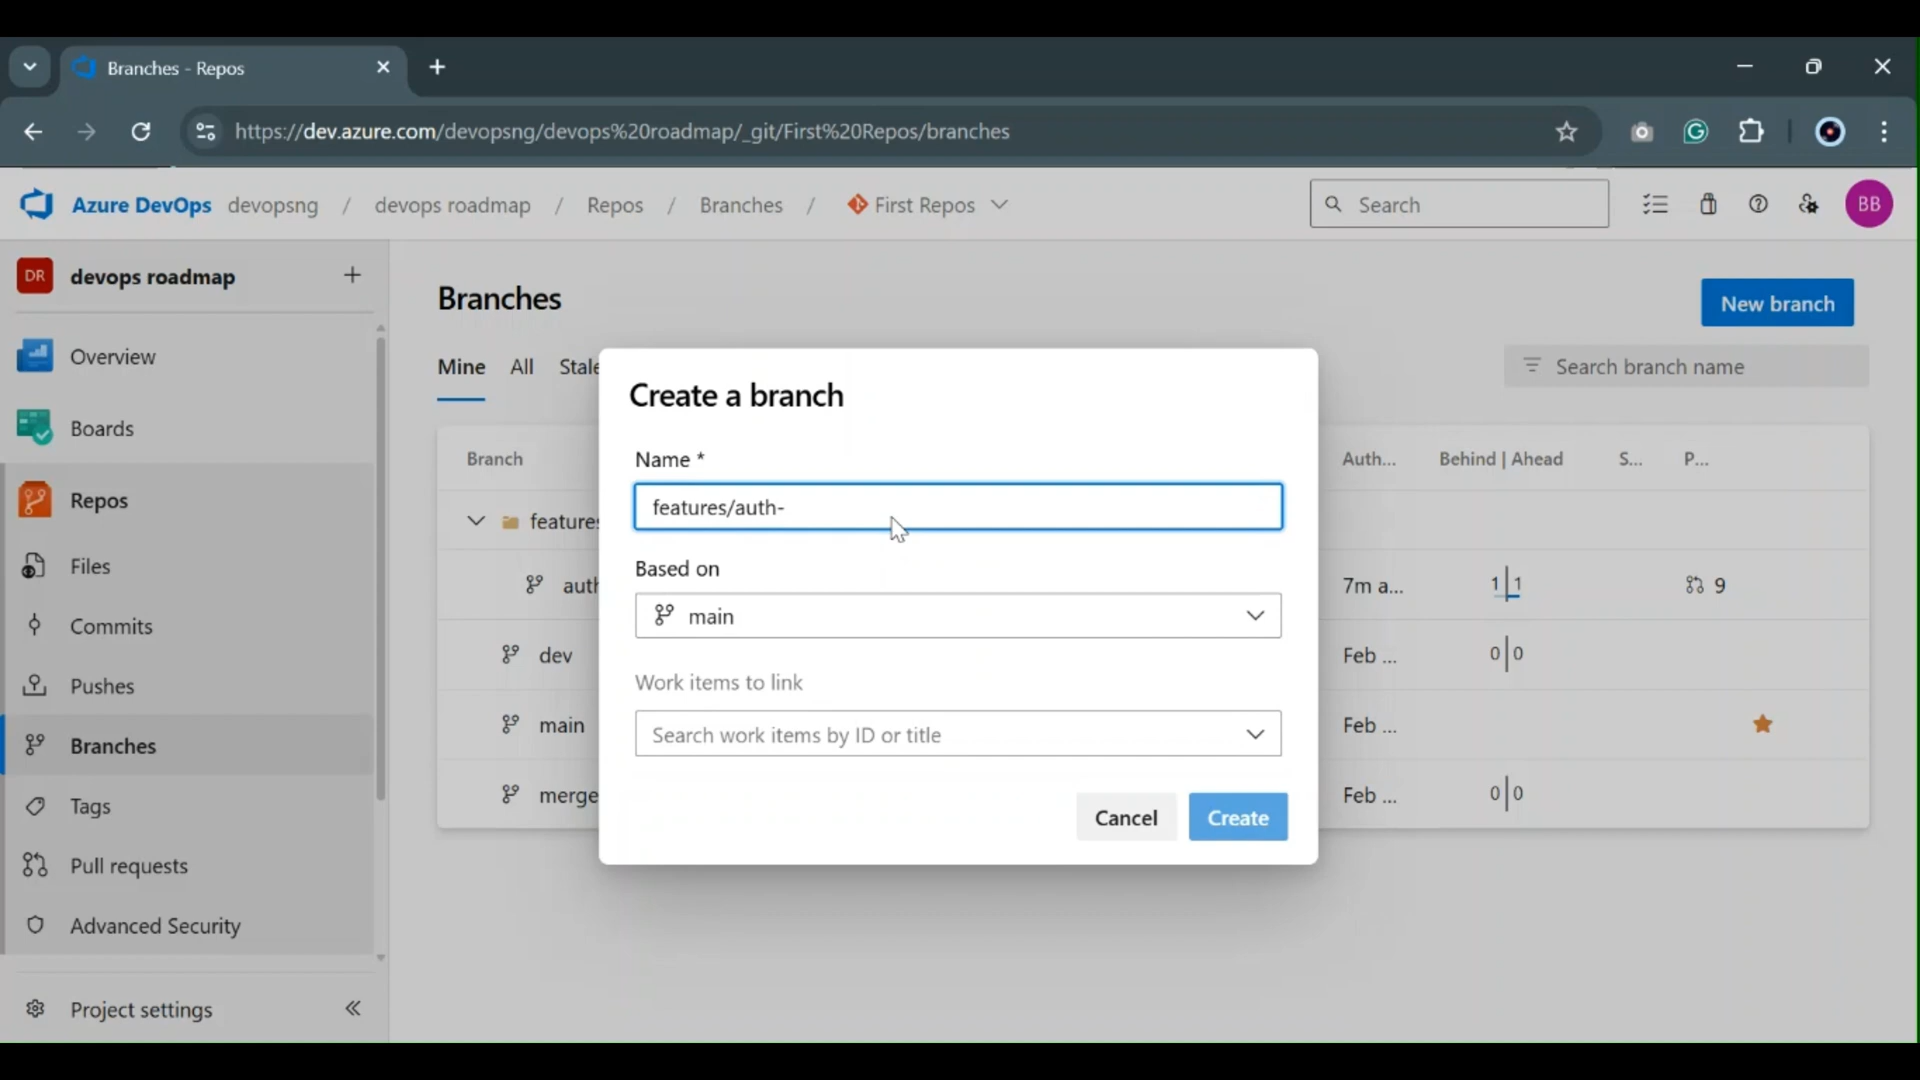 Branches - Repos
https://dev.azure.com/devopsng/devops%20roadmap/_git/First%20Repos/branches
Azure DevOps devopsng / devops roadmap / Repos / Branches / First Repos
Search
BB
DR devops roadmap
Overview
Boards
Repos
Files
Commits
Pushes
Branches
Tags
Pull requests
Advanced Security
Project settings
Branches
New branch
Mine All Stale
Search branch name
Branch Auth... Behind | Ahead S... P...
features
auth 7m a... 1 1 9
dev Feb ... 0 0
main Feb ...
merge Feb ... 0 0
Create a branch
Name *
features/auth-
Based on
main
Work items to link
Search work items by ID or title
Cancel Create